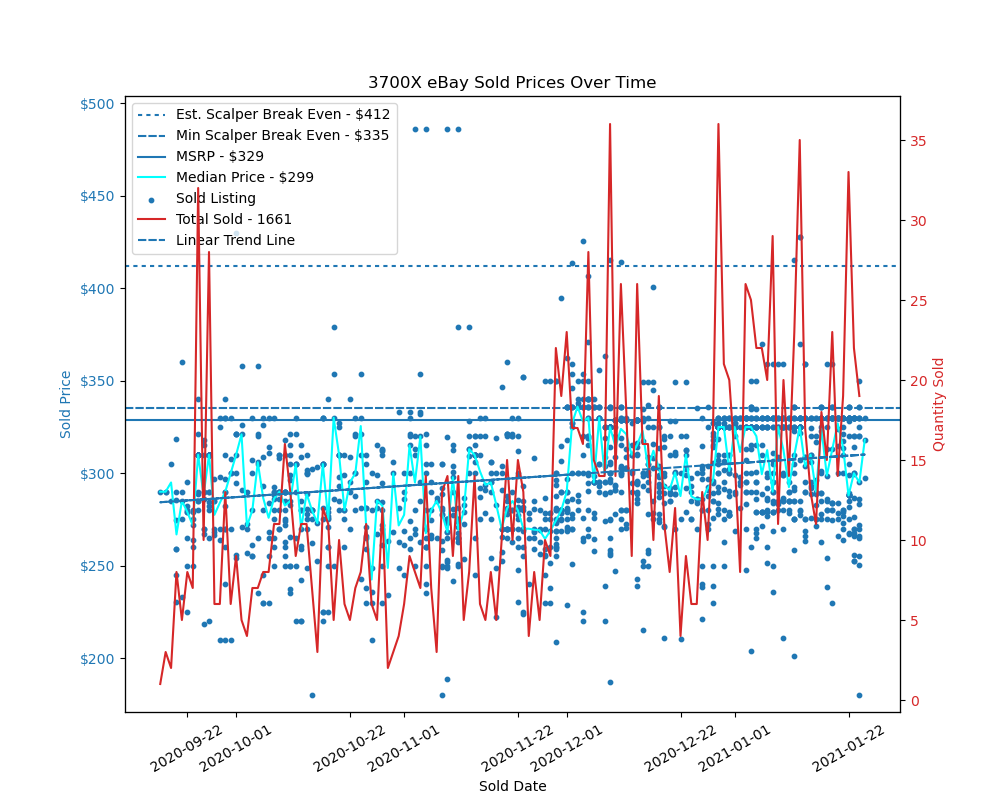 3700X eBay Sold Prices Over Time
Est. Scalper Break Even - $412
Min Scalper Break Even - $335
MSRP - $329
Median Price - $299
Sold Listing
Total Sold - 1661
Linear Trend Line
$500
$450
$400
$350
$300
$250
$200
Sold Price
35
30
25
20
15
10
5
0
Quantity Sold
2020-09-22
2020-10-01
2020-10-22
2020-11-01
2020-11-22
2020-12-01
2020-12-22
2021-01-01
2021-01-22
Sold Date